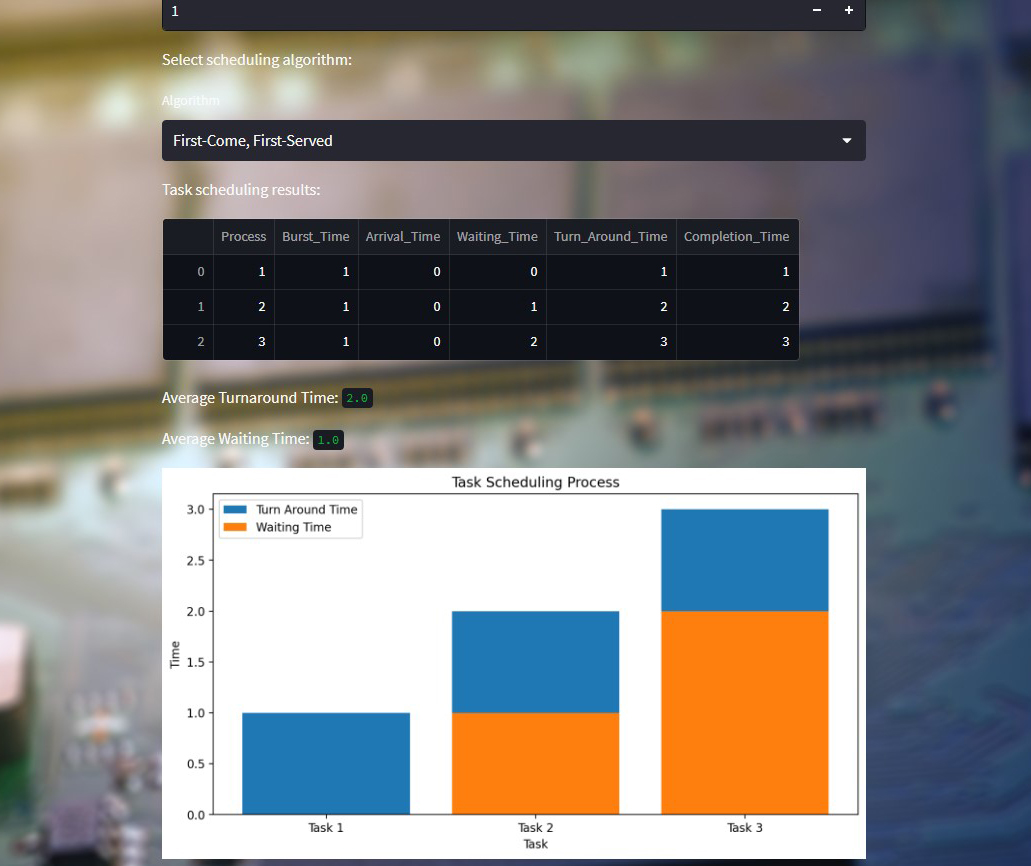 1 − +
Select scheduling algorithm:
Algorithm
First-Come, First-Served
Task scheduling results:
Process Burst_Time Arrival_Time Waiting_Time Turn_Around_Time Completion_Time
0 1 1 0 0 1 1
1 2 1 0 1 2 2
2 3 1 0 2 3 3
Average Turnaround Time: 2.0
Average Waiting Time: 1.0
Task Scheduling Process
Turn Around Time
Waiting Time
3.0
2.5
2.0
1.5
1.0
0.5
0.0
Time
Task 1 Task 2 Task 3
Task